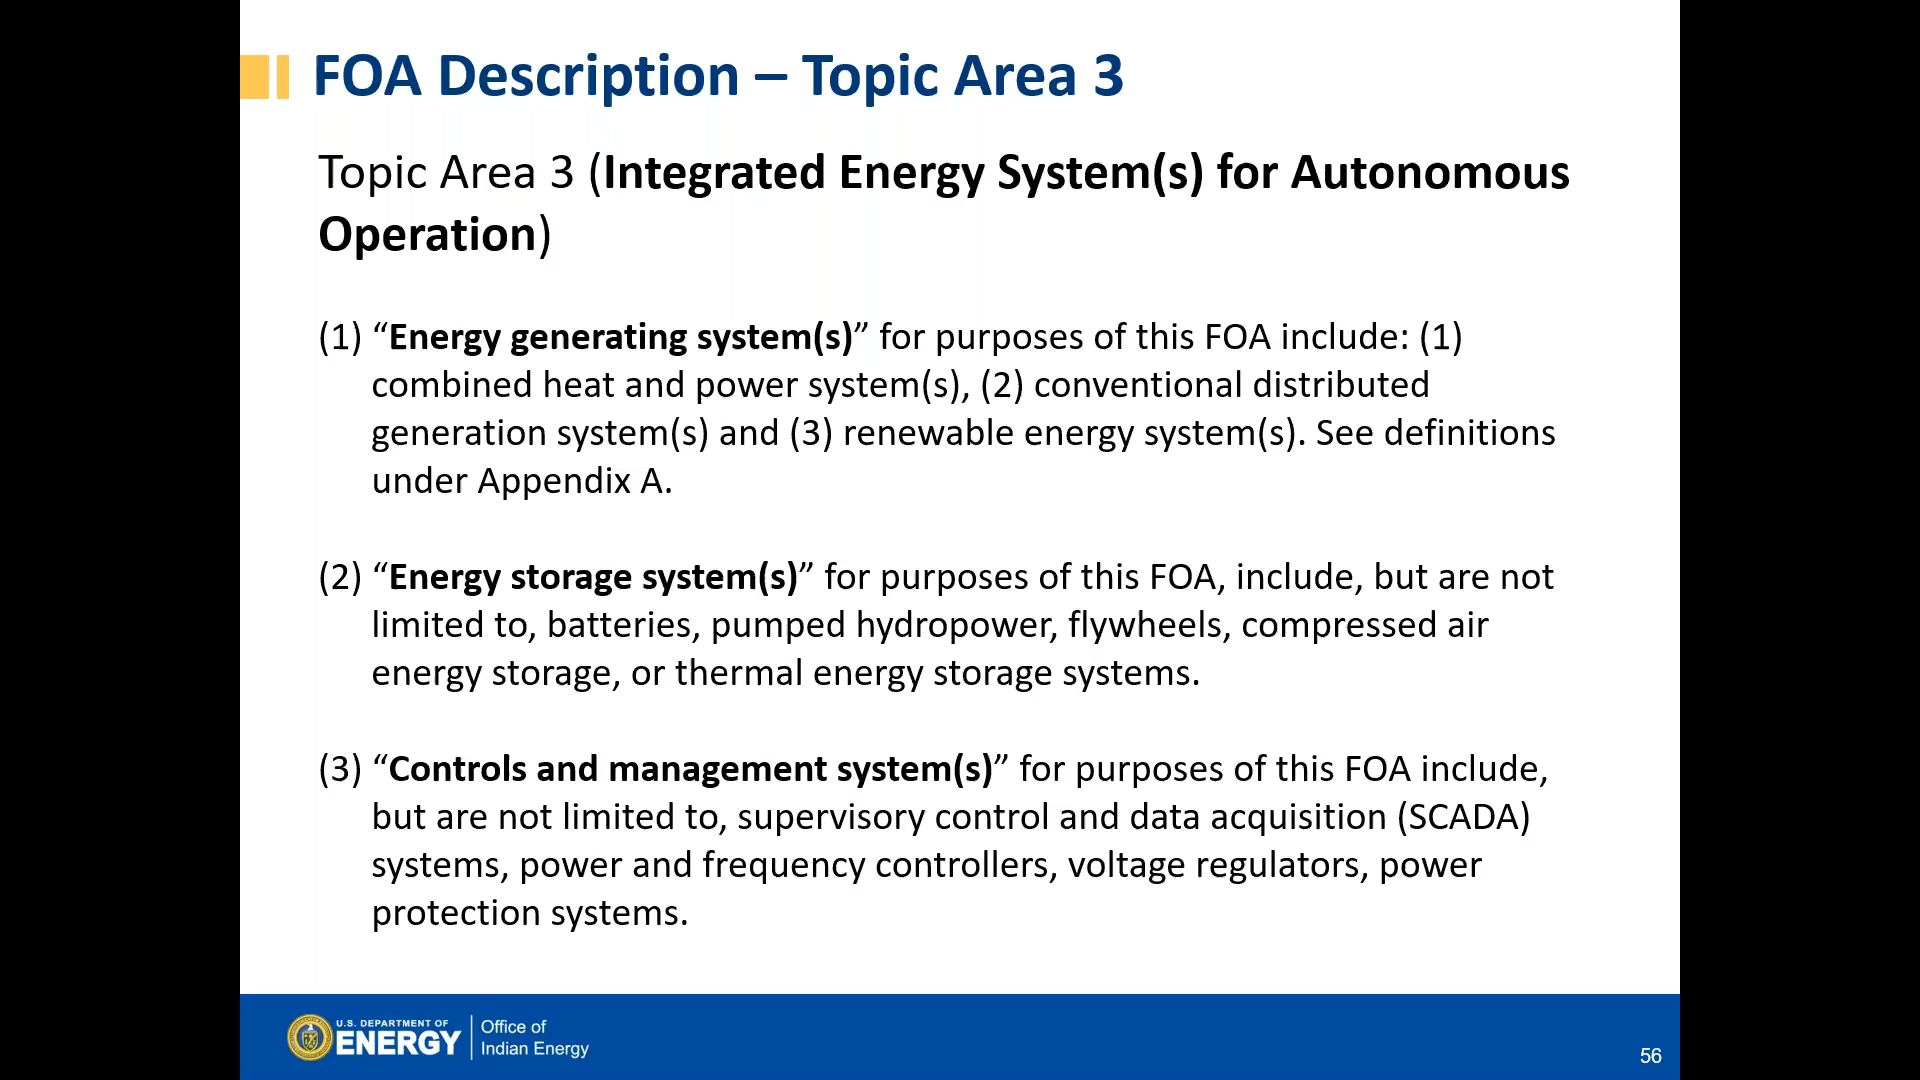 FOA Description – Topic Area 3
Topic Area 3 (Integrated Energy System(s) for Autonomous
Operation)
(1) “Energy generating system(s)” for purposes of this FOA include: (1)
combined heat and power system(s), (2) conventional distributed
generation system(s) and (3) renewable energy system(s). See definitions
under Appendix A.
(2) “Energy storage system(s)” for purposes of this FOA, include, but are not
limited to, batteries, pumped hydropower, flywheels, compressed air
energy storage, or thermal energy storage systems.
(3) “Controls and management system(s)” for purposes of this FOA include,
but are not limited to, supervisory control and data acquisition (SCADA)
systems, power and frequency controllers, voltage regulators, power
protection systems.
U.S. DEPARTMENT OF
ENERGY
Office of
Indian Energy
56